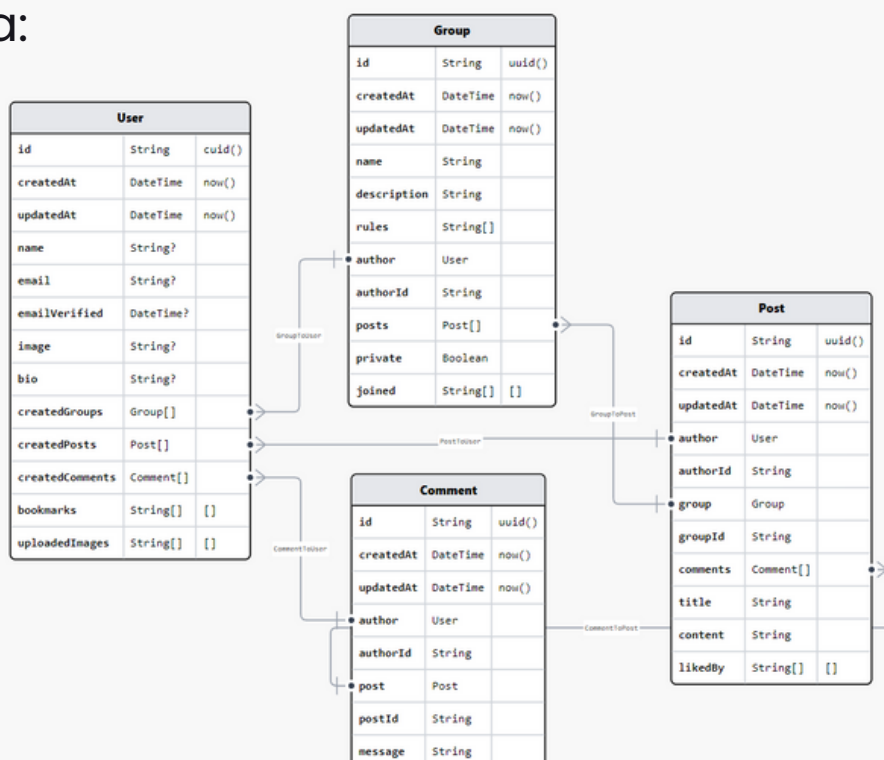 a:
User
id String cuid()
createdAt DateTime now()
updatedAt DateTime now()
name String?
email String?
emailVerified DateTime?
image String?
bio String?
createdGroups Group[]
createdPosts Post[]
createdComments Comment[]
bookmarks String[] []
uploadedImages String[] []
Group
id String uuid()
createdAt DateTime now()
updatedAt DateTime now()
name String
description String
rules String[]
author User
authorId String
posts Post[]
private Boolean
joined String[] []
GroupToUser
PostToUser
CommentToUser
Comment
id String uuid()
createdAt DateTime now()
updatedAt DateTime now()
author User
authorId String
post Post
postId String
message String
GroupToPost
CommentToPost
Post
id String uuid()
createdAt DateTime now()
updatedAt DateTime now()
author User
authorId String
group Group
groupId String
comments Comment[]
title String
content String
likedBy String[] []